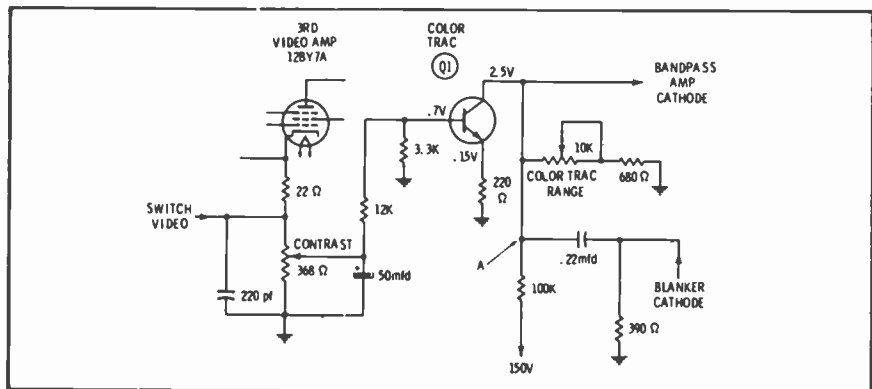 3RD
VIDEO AMP
12BY7A
COLOR
TRAC
Q1
2.5V
BANDPASS
AMP
CATHODE
.7V
3.3K
.15V
10K
COLOR TRAC
RANGE
680Ω
22 Ω
220
Ω
SWITCH
VIDEO
12K
CONTRAST
368 Ω
50mfd
A
.22mfd
220 pf
100K
BLANKER
CATHODE
390 Ω
150V